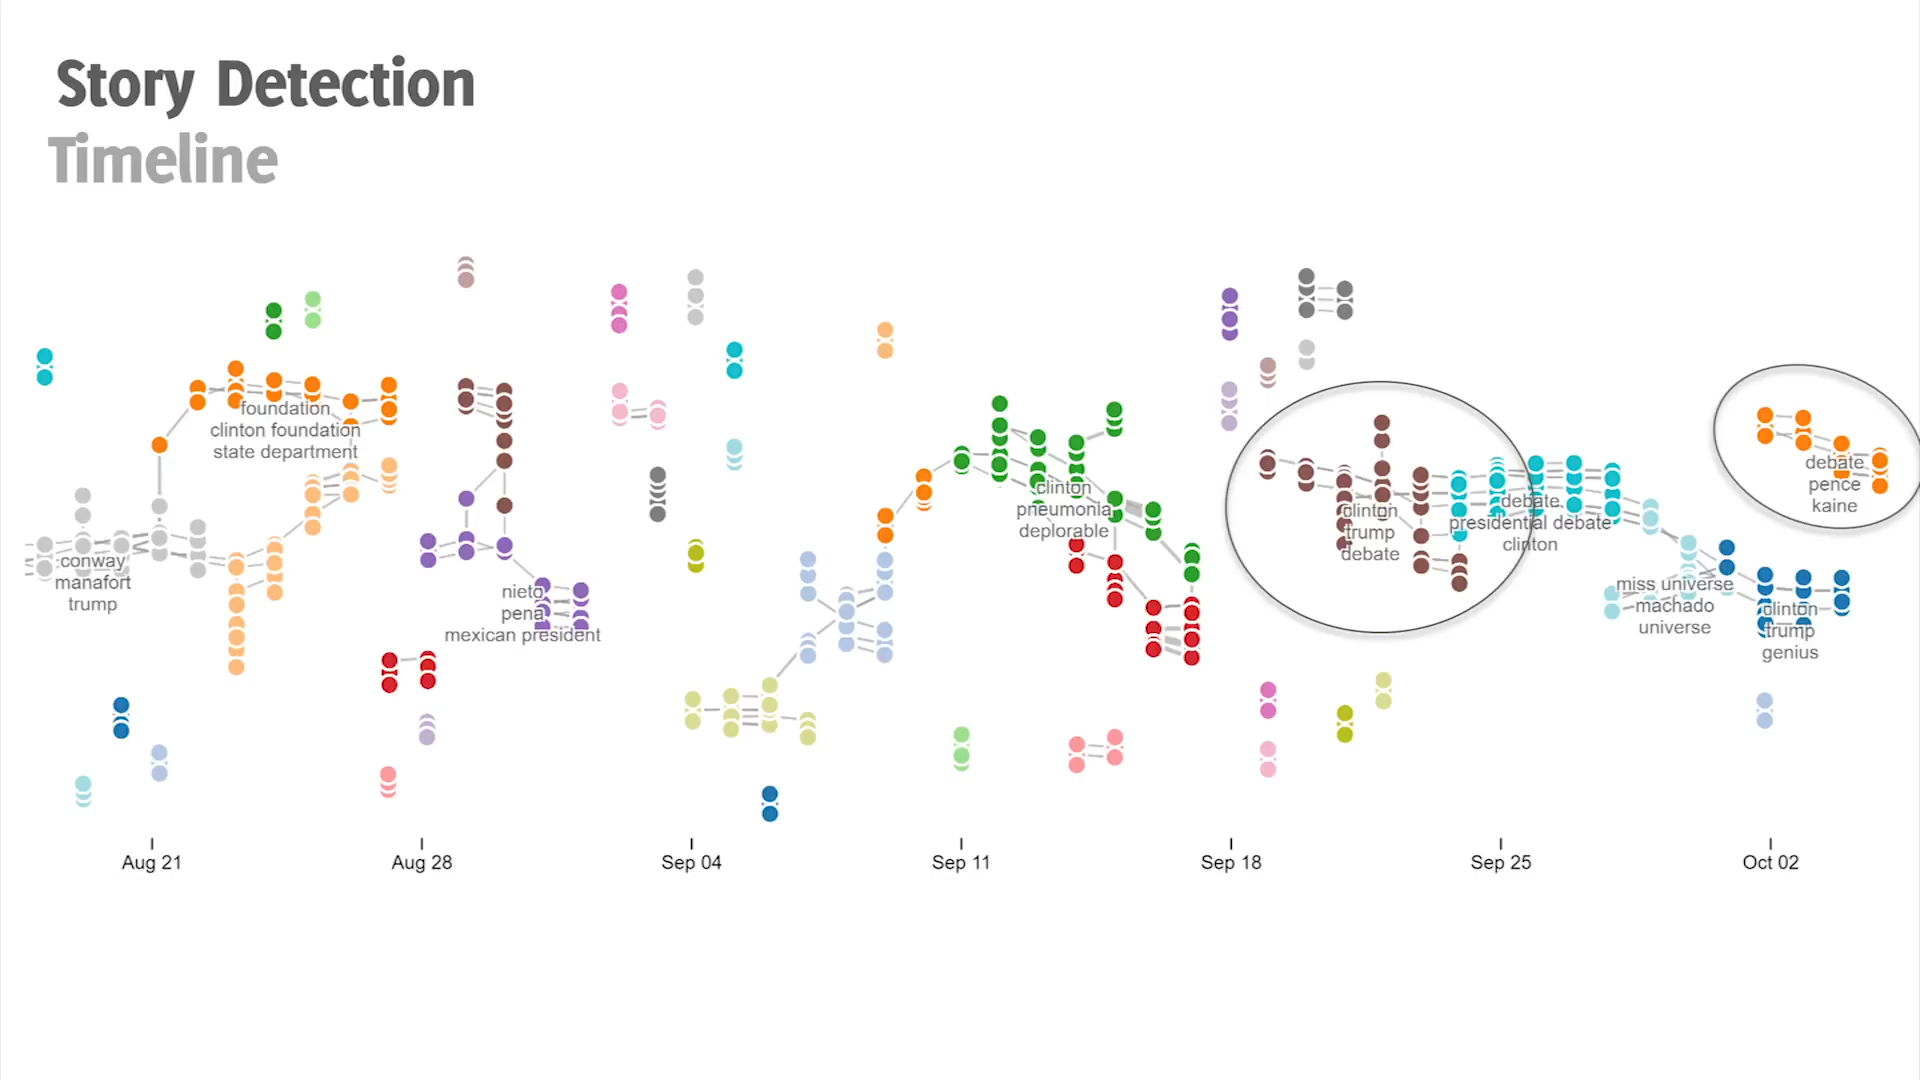 Story Detection
Timeline
foundation
clinton foundation
state department
conway
manafort
trump
nieto
pena
mexican president
clinton
pneumonia
deplorable
clinton
trump
debate
debate
presidential debate
clinton
miss universe
machado
universe
clinton
trump
genius
debate
pence
kaine
Aug 21
Aug 28
Sep 04
Sep 11
Sep 18
Sep 25
Oct 02